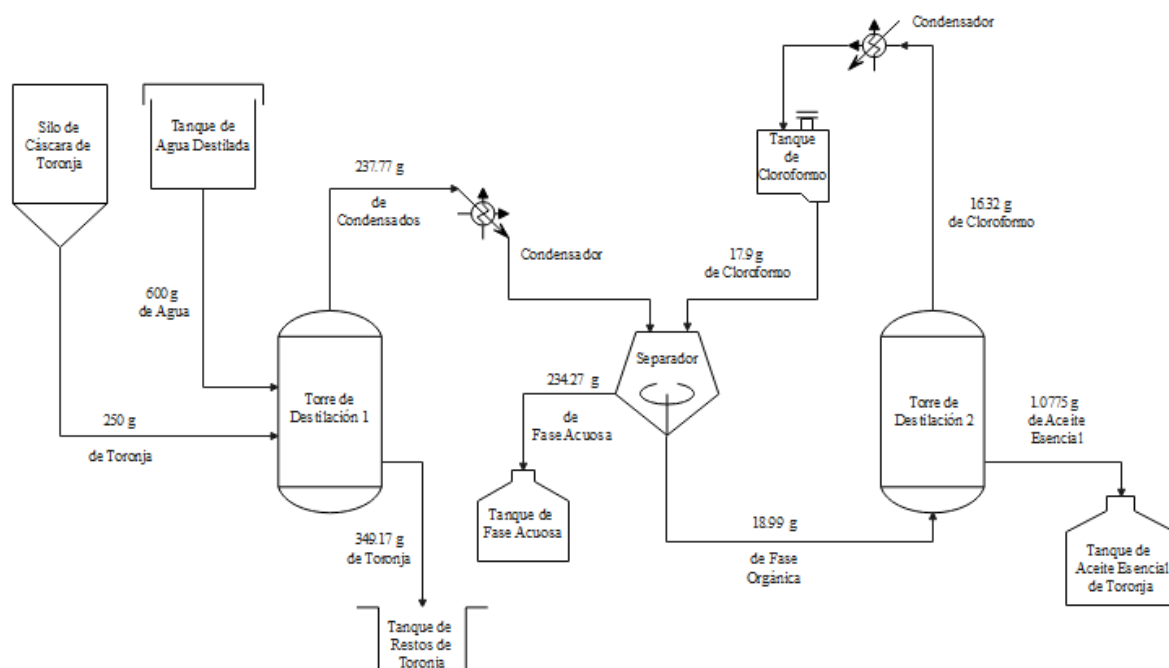 Condensador
Silo de
Cáscara de
Toronja
Tanque de
Agua Destilada
Tanque
de
Cloroformo
237.77 g
de
Condensados
16.32 g
de Cloroformo
Condensador
17.9 g
de Cloroformo
600 g
de Agua
Separador
234.27 g
de
Fase Acuosa
Torre de
Destilación 1
Torre de
Destilación 2
1.0775 g
de Aceite
Esencial
250 g
de Toronja
Tanque de
Fase Acuosa
18.99 g
de Fase
Orgánica
349.17 g
de Toronja
Tanque de
Aceite Esencial
de Toronja
Tanque de
Restos de
Toronja